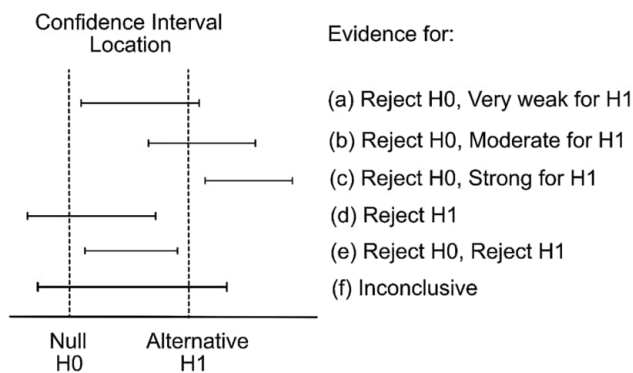 Confidence Interval
Location
Evidence for:
(a) Reject H0, Very weak for H1
(b) Reject H0, Moderate for H1
(c) Reject H0, Strong for H1
(d) Reject H1
(e) Reject H0, Reject H1
(f) Inconclusive
Null
H0
Alternative
H1